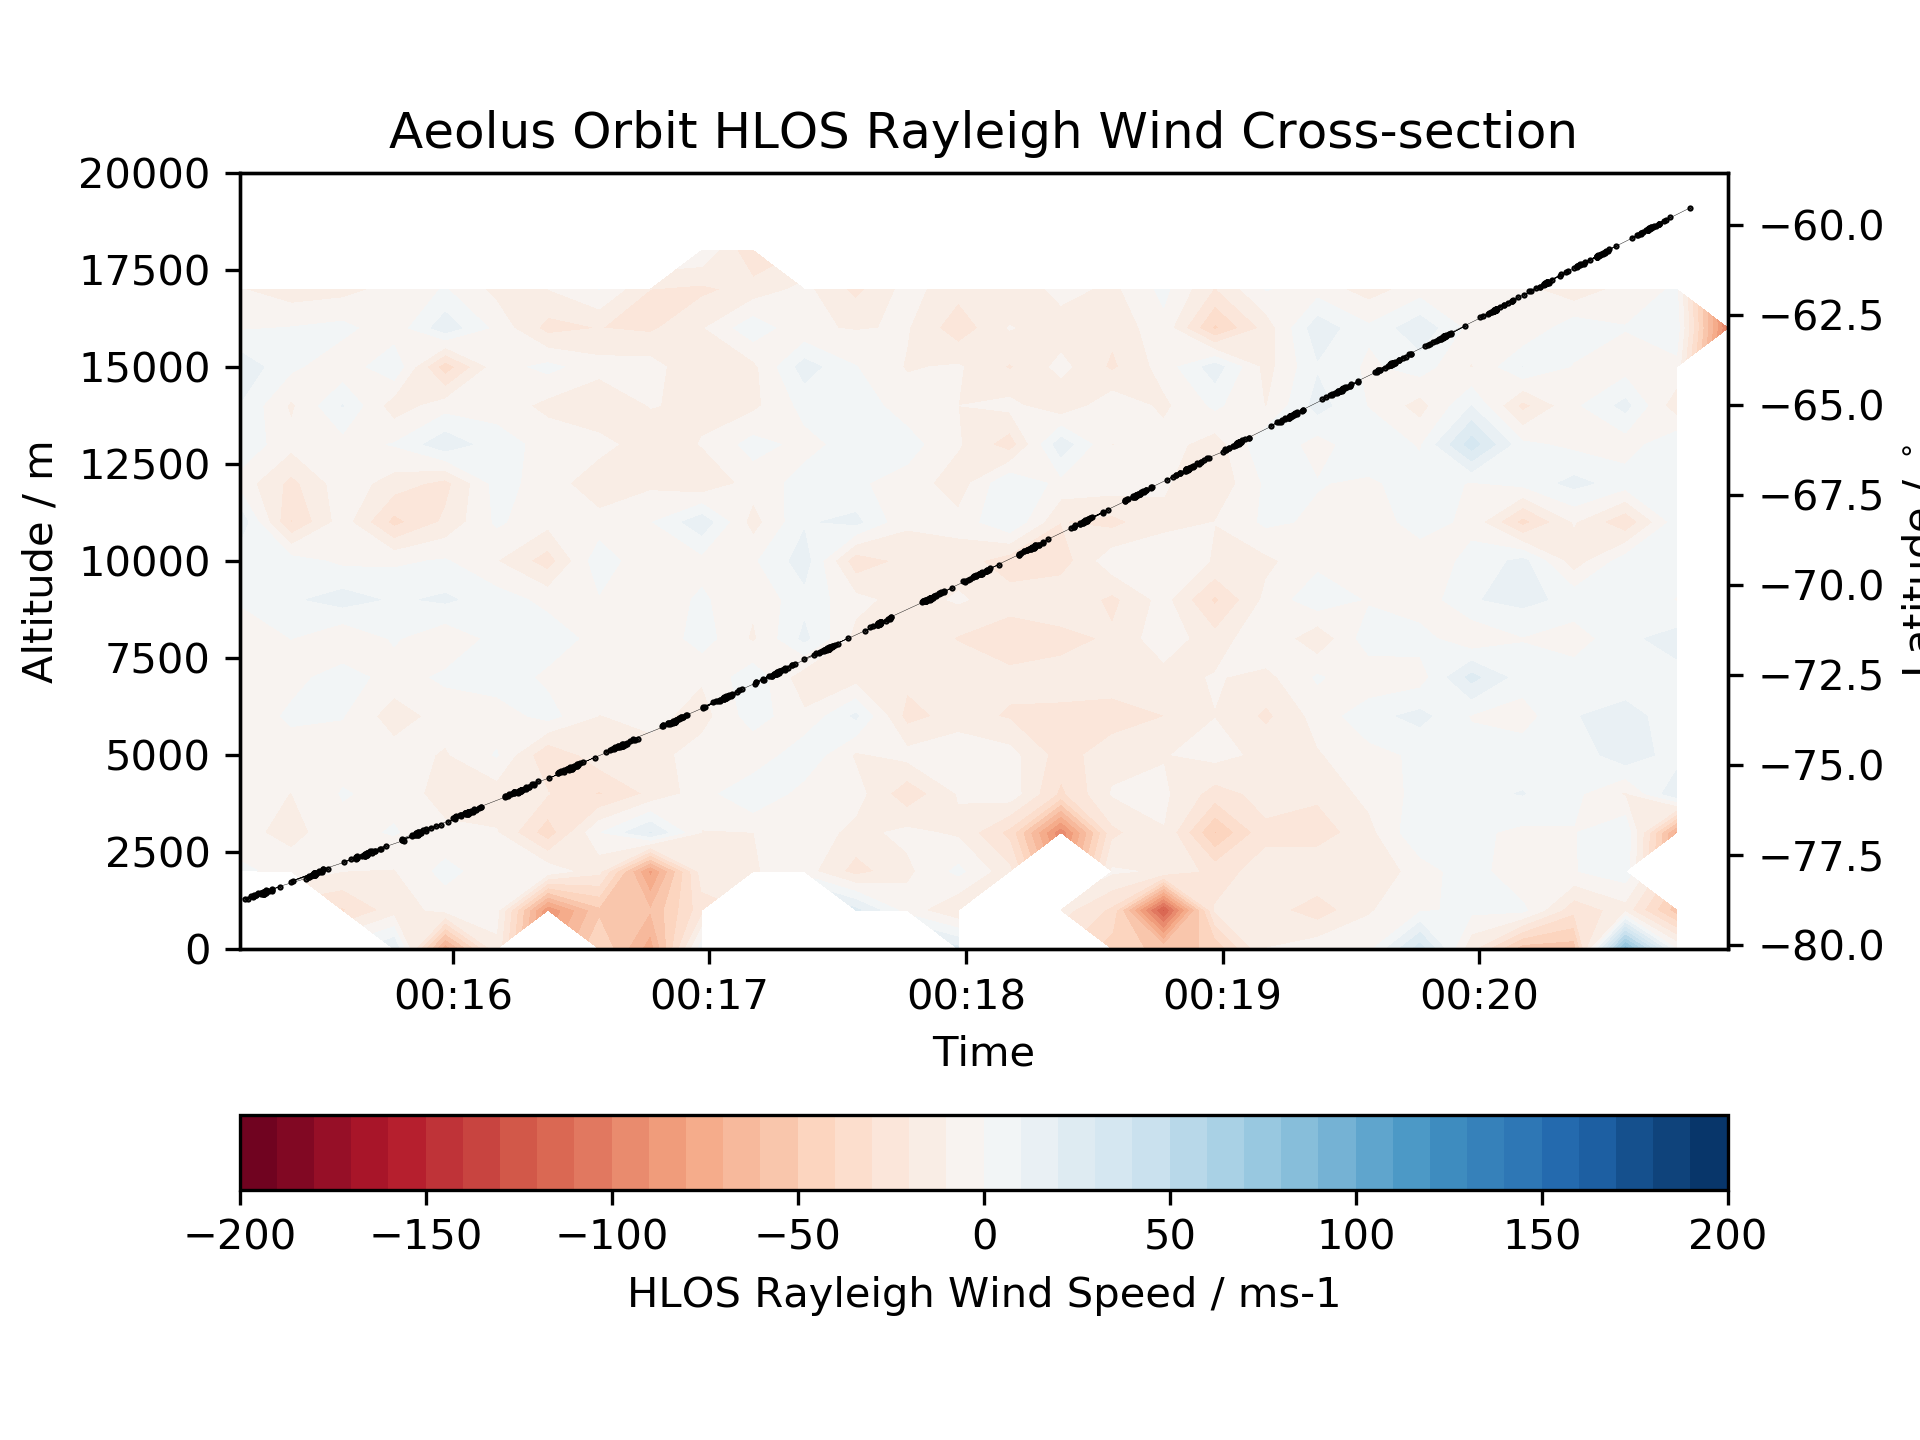 Aeolus Orbit HLOS Rayleigh Wind Cross-section
20000
17500
15000
12500
10000
7500
5000
2500
0
Altitude / m
−60.0
−62.5
−65.0
−67.5
−70.0
−72.5
−75.0
−77.5
−80.0
Latitude / °
00:16 00:17 00:18 00:19 00:20
Time
−200 −150 −100 −50 0 50 100 150 200
HLOS Rayleigh Wind Speed / ms-1